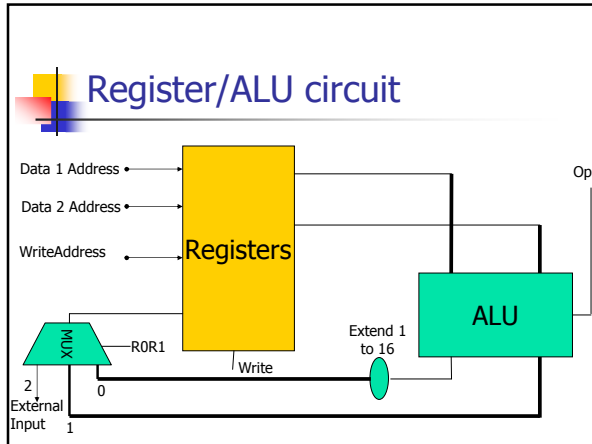 Register/ALU circuit
Data 1 Address
Op
Data 2 Address
Registers
WriteAddress
ALU
MUX
R0R1
Extend 1
to 16
Write
2
0
External
Input
1